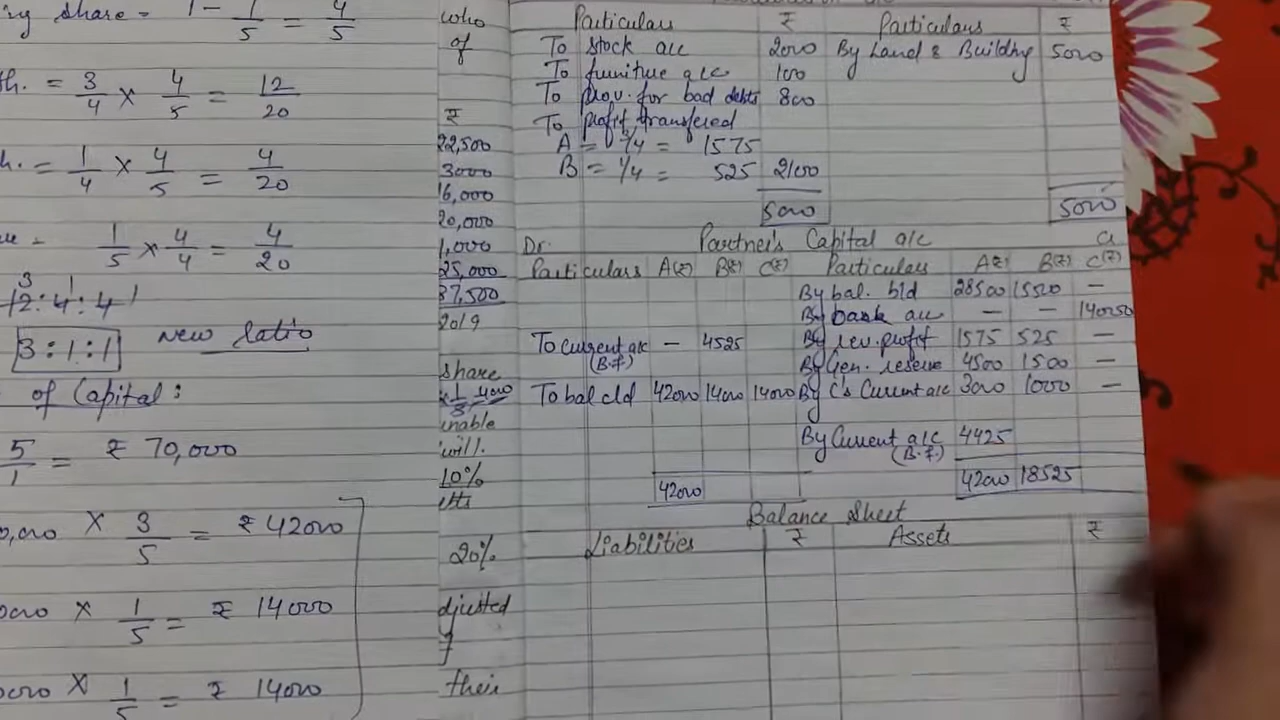 share = 1 - 1/5 = 4/5
th. = 3/4 × 4/5 = 12/20
h. = 1/4 × 4/5 = 4/20
1/5 × 4/4 = 4/20
3 1 1
12:4:4
3:1:1 new ratio
of Capital:
5/1 = ₹ 70,000
× 3/5 = ₹ 42000
× 1/5 = ₹ 14000
× 1/5 = ₹ 14000
who
of
₹
22,500
3000
16,000
20,000
1,000
25,000
87,500
2019
share
10%
20%
djusted
their
Particulars ₹ Particulars ₹
To stock a/c 2000 By Land & Building 5000
To furniture a/c 100
To prov. for bad debts 800
To profit transfered
A = 3/4 = 1575
B = 1/4 = 525 2100
5000 5000
Dr. Partner's Capital a/c Cr
Particulars A(₹) B(₹) C(₹) Particulars A(₹) B(₹) C(₹)
By bal. b/d 28500 15500 —
By bank a/c — — 14000
To current a/c — 4525 By rev. profit 1575 525 —
(B.f.) By Gen. reserve 4500 1500 —
To bal c/d 42000 14000 14000 By C's Current a/c 3000 1000 —
By Current a/c 4425
(B.f.)
42000 42000 18525
Balance Sheet
Liabilities ₹ Assets ₹